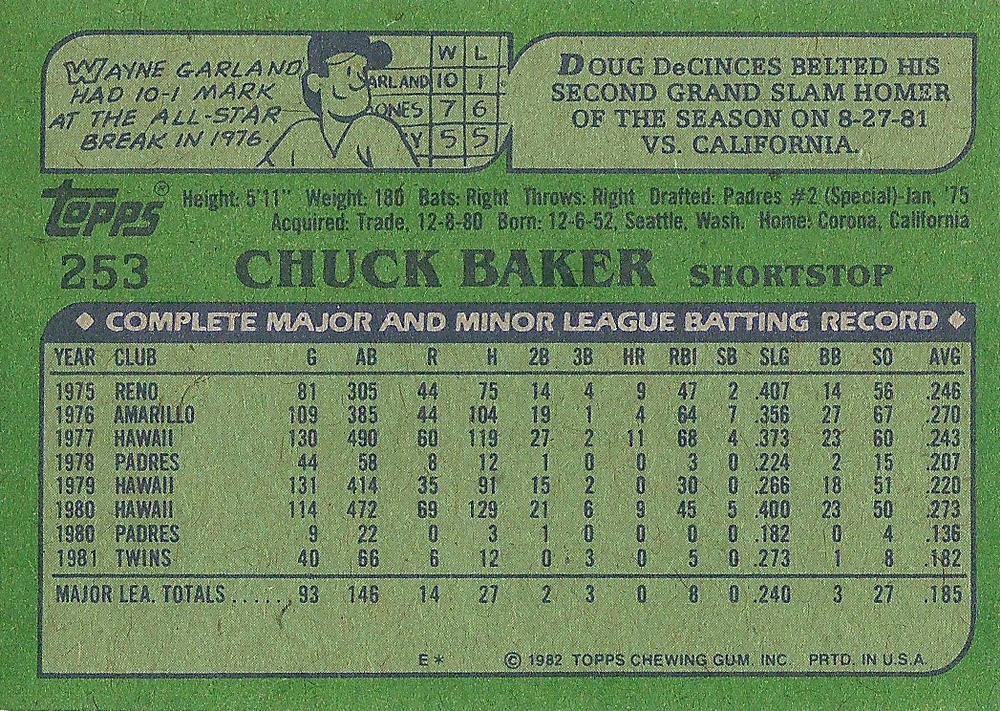 WAYNE GARLAND
HAD 10-1 MARK
AT THE ALL-STAR
BREAK IN 1976.
W L
ARLAND 10 1
ONES 7 6
Y 5 5
DOUG DeCINCES BELTED HIS
SECOND GRAND SLAM HOMER
OF THE SEASON ON 8-27-81
VS. CALIFORNIA.
Topps®
Height: 5'11" Weight: 180 Bats: Right Throws: Right Drafted: Padres #2 (Special)-Jan, '75
Acquired: Trade, 12-8-80 Born: 12-6-52, Seattle, Wash. Home: Corona, California
253 CHUCK BAKER SHORTSTOP
COMPLETE MAJOR AND MINOR LEAGUE BATTING RECORD
YEAR CLUB G AB R H 2B 3B HR RBI SB SLG BB SO AVG
1975 RENO 81 305 44 75 14 4 9 47 2 .407 14 56 .246
1976 AMARILLO 109 385 44 104 19 1 4 64 7 .356 27 67 .270
1977 HAWAII 130 490 60 119 27 2 11 68 4 .373 23 60 .243
1978 PADRES 44 58 8 12 1 0 0 3 0 .224 2 15 .207
1979 HAWAII 131 414 35 91 15 2 0 30 0 .266 18 51 .220
1980 HAWAII 114 472 69 129 21 6 9 45 5 .400 23 50 .273
1980 PADRES 9 22 0 3 1 0 0 0 0 .182 0 4 .136
1981 TWINS 40 66 6 12 0 3 0 5 0 .273 1 8 .182
MAJOR LEA. TOTALS ...... 93 146 14 27 2 3 0 8 0 .240 3 27 .185
E* © 1982 TOPPS CHEWING GUM. INC. PRTD. IN U.S.A.